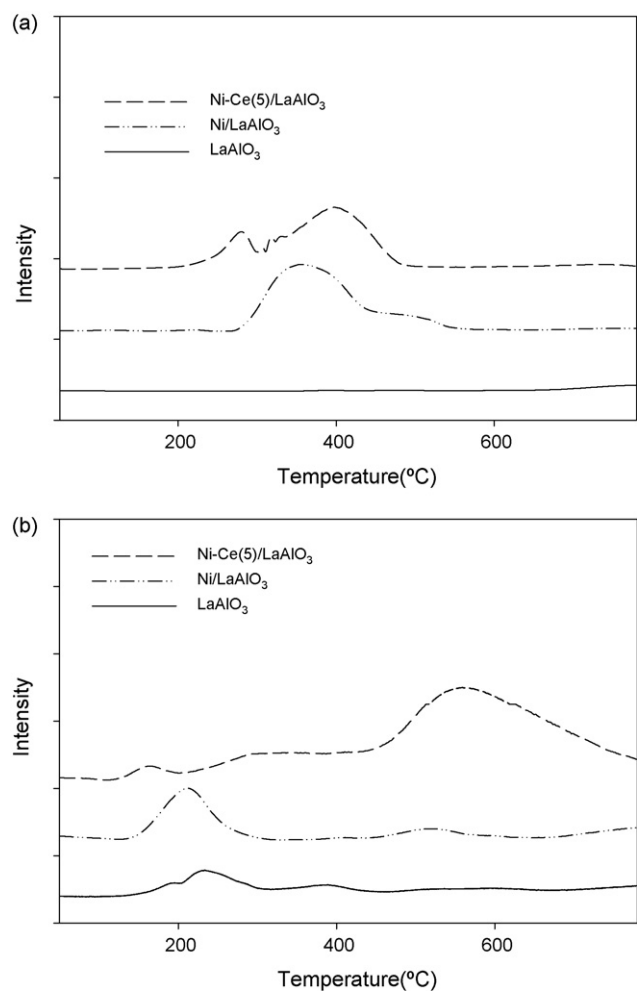 (a)
Ni-Ce(5)/LaAlO₃
Ni/LaAlO₃
LaAlO₃
Intensity
200 400 600
Temperature(ºC)
(b)
Ni-Ce(5)/LaAlO₃
Ni/LaAlO₃
LaAlO₃
Intensity
200 400 600
Temperature(ºC)